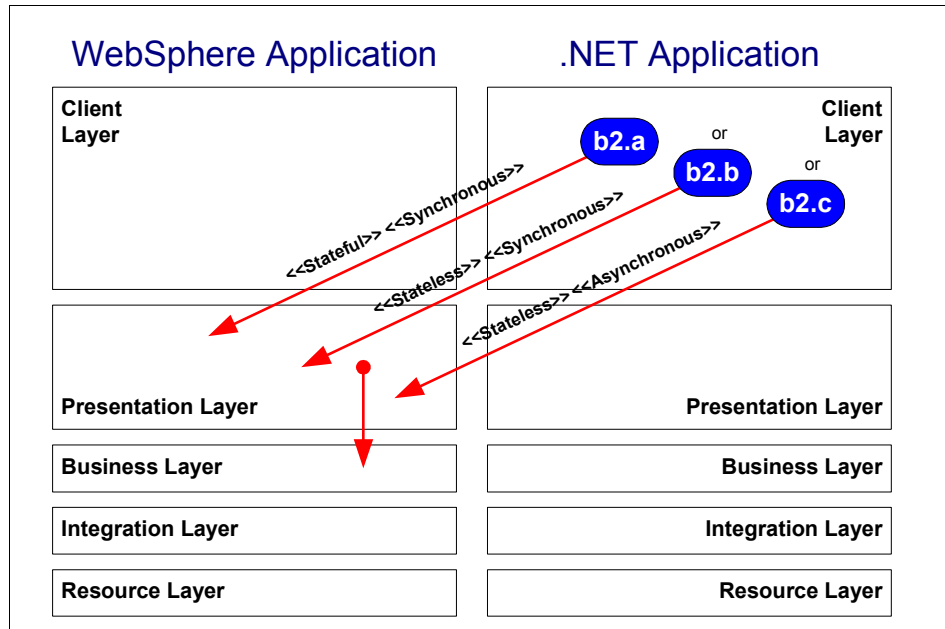 WebSphere Application
.NET Application
Client
Layer
Client
Layer
b2.a
or
b2.b
or
b2.c
<<Stateful>> <<Synchronous>>
<<Stateless>> <<Synchronous>>
<<Stateless>> <<Asynchronous>>
Presentation Layer
Presentation Layer
Business Layer
Business Layer
Integration Layer
Integration Layer
Resource Layer
Resource Layer